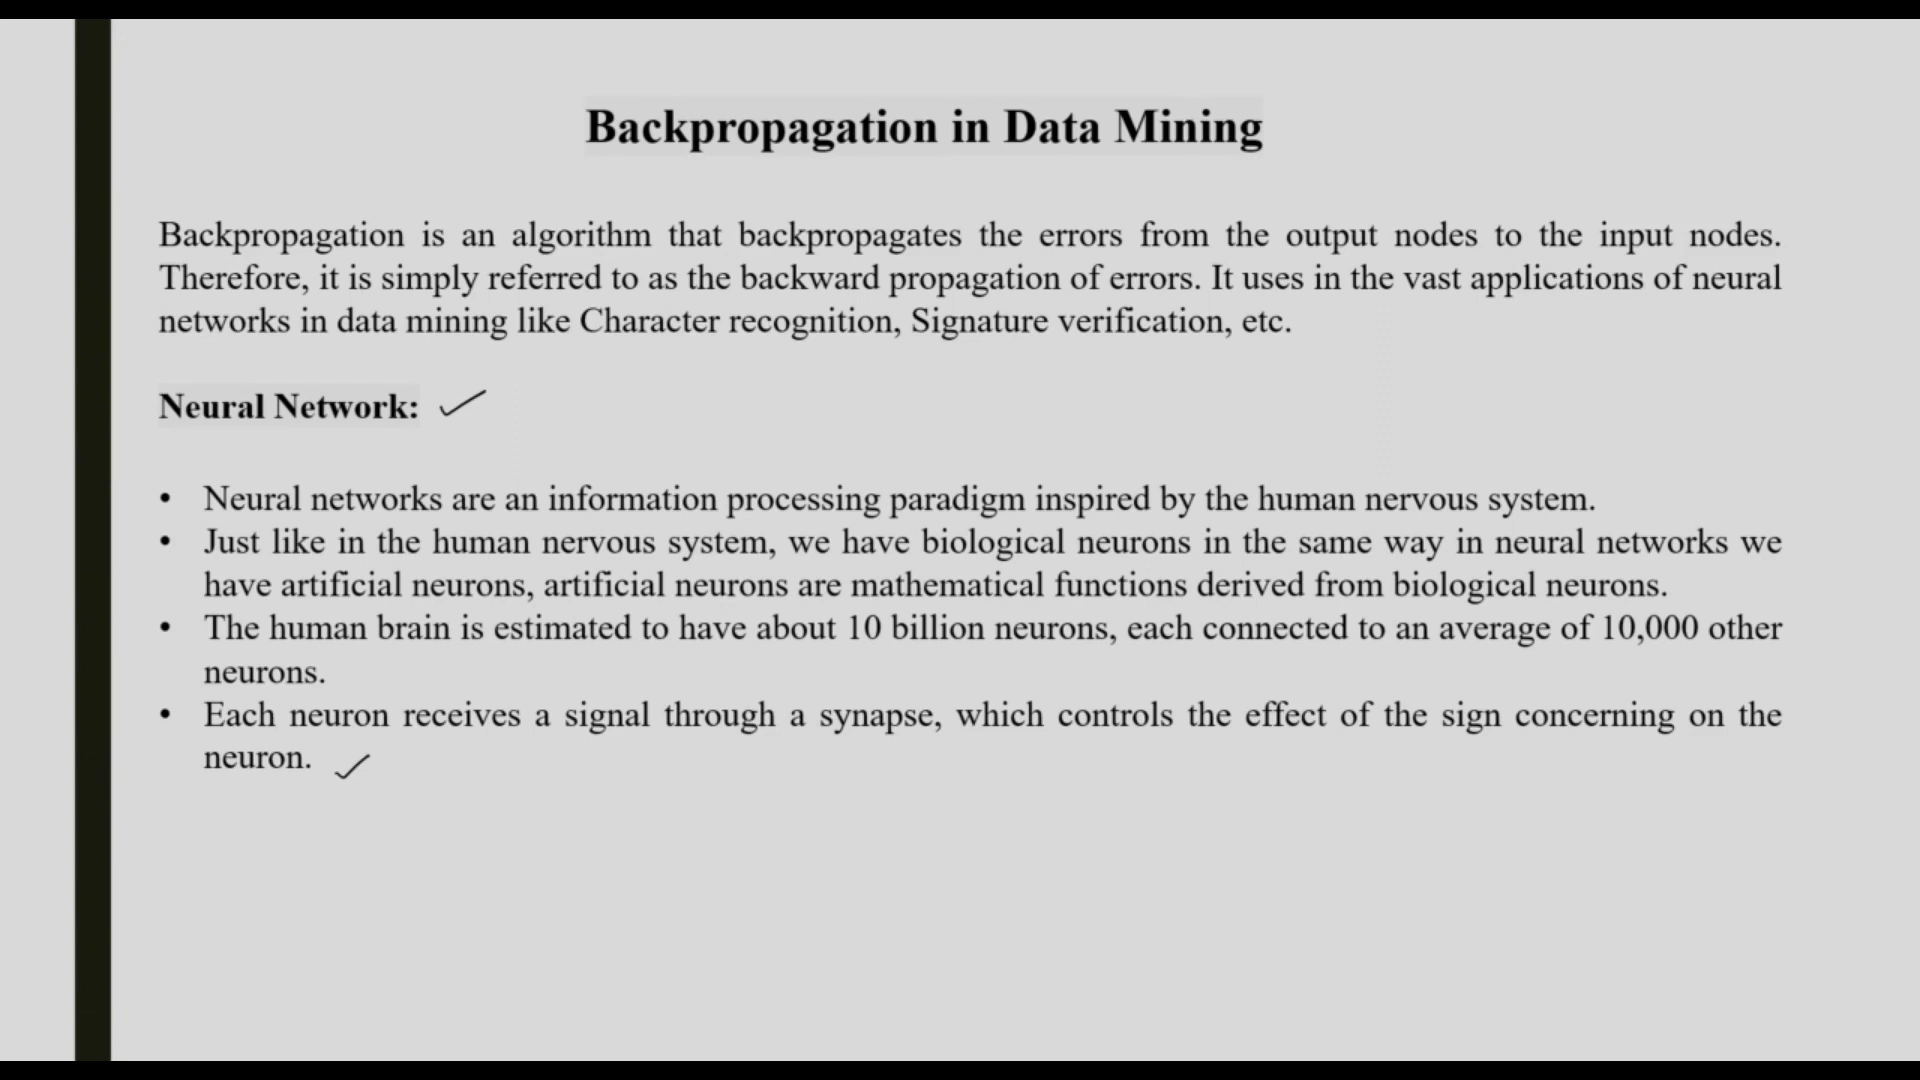 Backpropagation in Data Mining
Backpropagation is an algorithm that backpropagates the errors from the output nodes to the input nodes.
Therefore, it is simply referred to as the backward propagation of errors. It uses in the vast applications of neural
networks in data mining like Character recognition, Signature verification, etc.
Neural Network:
• Neural networks are an information processing paradigm inspired by the human nervous system.
• Just like in the human nervous system, we have biological neurons in the same way in neural networks we
have artificial neurons, artificial neurons are mathematical functions derived from biological neurons.
• The human brain is estimated to have about 10 billion neurons, each connected to an average of 10,000 other
neurons.
• Each neuron receives a signal through a synapse, which controls the effect of the sign concerning on the
neuron.